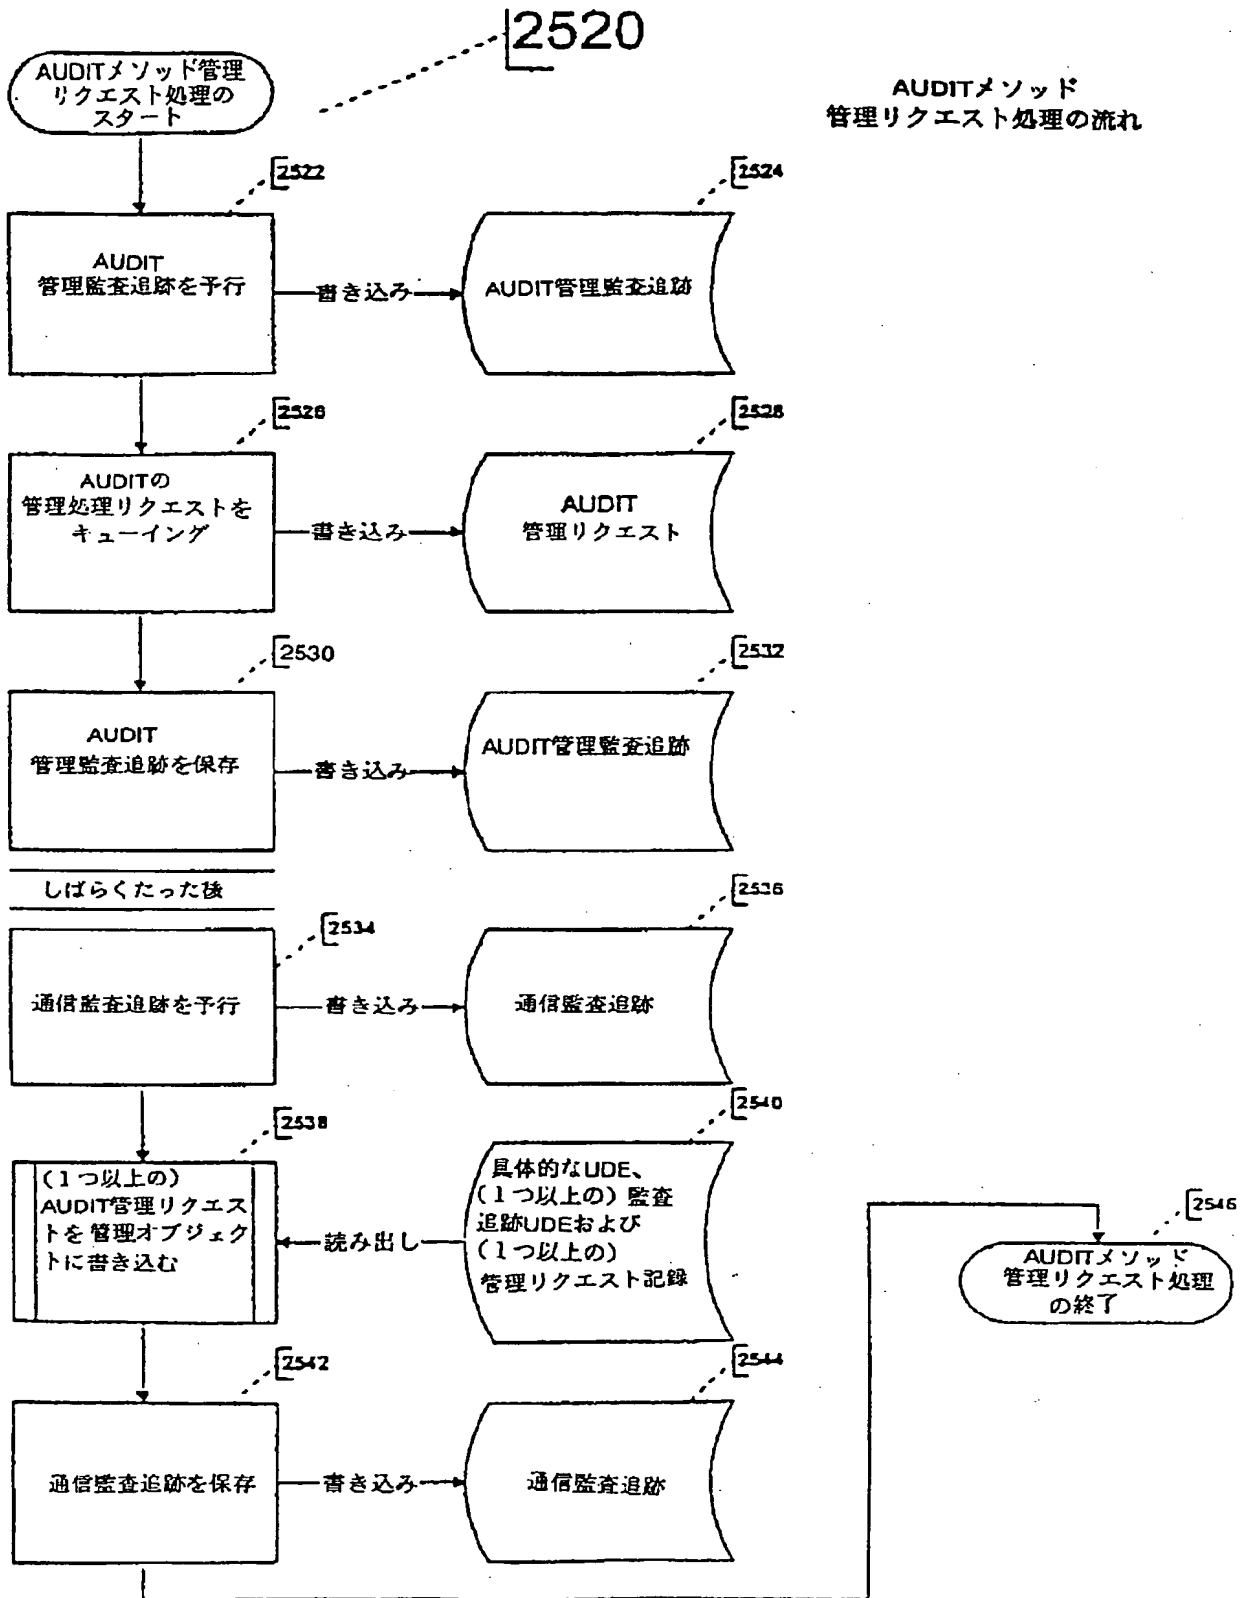 2520
AUDITメソッド管理
リクエスト処理の
スタート
AUDITメソッド
管理リクエスト処理の流れ
2522
2524
AUDIT
管理監査追跡を予行
書き込み
AUDIT管理監査追跡
2526
2528
AUDITの
管理処理リクエストを
キューイング
書き込み
AUDIT
管理リクエスト
2530
2532
AUDIT
管理監査追跡を保存
書き込み
AUDIT管理監査追跡
しばらくたった後
2534
2536
通信監査追跡を予行
書き込み
通信監査追跡
2538
2540
(1つ以上の)
AUDIT管理リクエス
トを管理オブジェク
トに書き込む
読み出し
具体的なUDE、
(1つ以上の)監査
追跡UDEおよび
(1つ以上の)
管理リクエスト記録
2546
AUDITメソッド
管理リクエスト処理
の終了
2542
2544
通信監査追跡を保存
書き込み
通信監査追跡